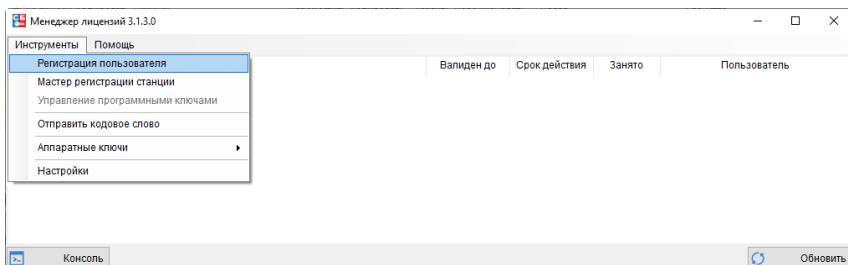 Менеджер лицензий 3.1.3.0
Инструменты Помощь
Регистрация пользователя Валиден до Срок действия Занято Пользователь
Мастер регистрации станции
Управление программными ключами
Отправить кодовое слово
Аппаратные ключи
Настройки
Консоль Обновить